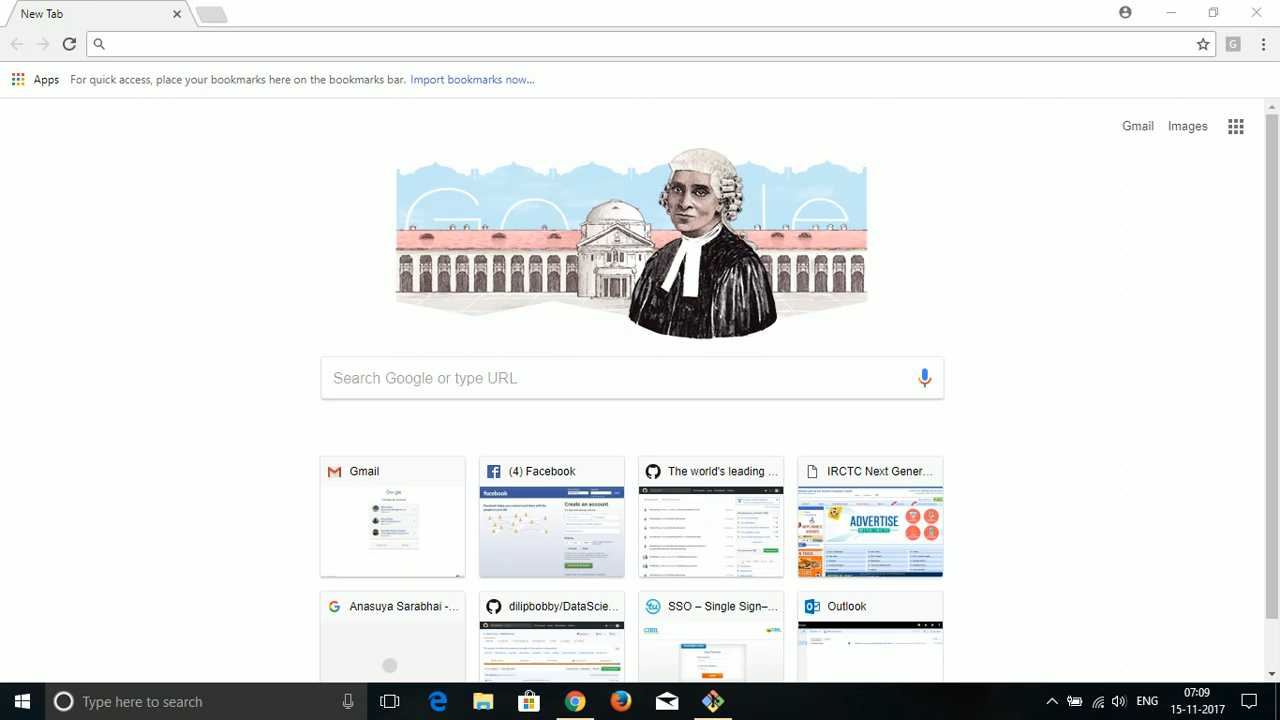 New Tab
Apps For quick access, place your bookmarks here on the bookmarks bar. Import bookmarks now...
Gmail Images
Search Google or type URL
Gmail
(4) Facebook
The world's leading ...
IRCTC Next Gener...
ADVERTISE
Anasuya Sarabhai -...
dilipbobby/DataScie...
SSO – Single Sign-...
Outlook
Type here to search
ENG
07:09
15-11-2017